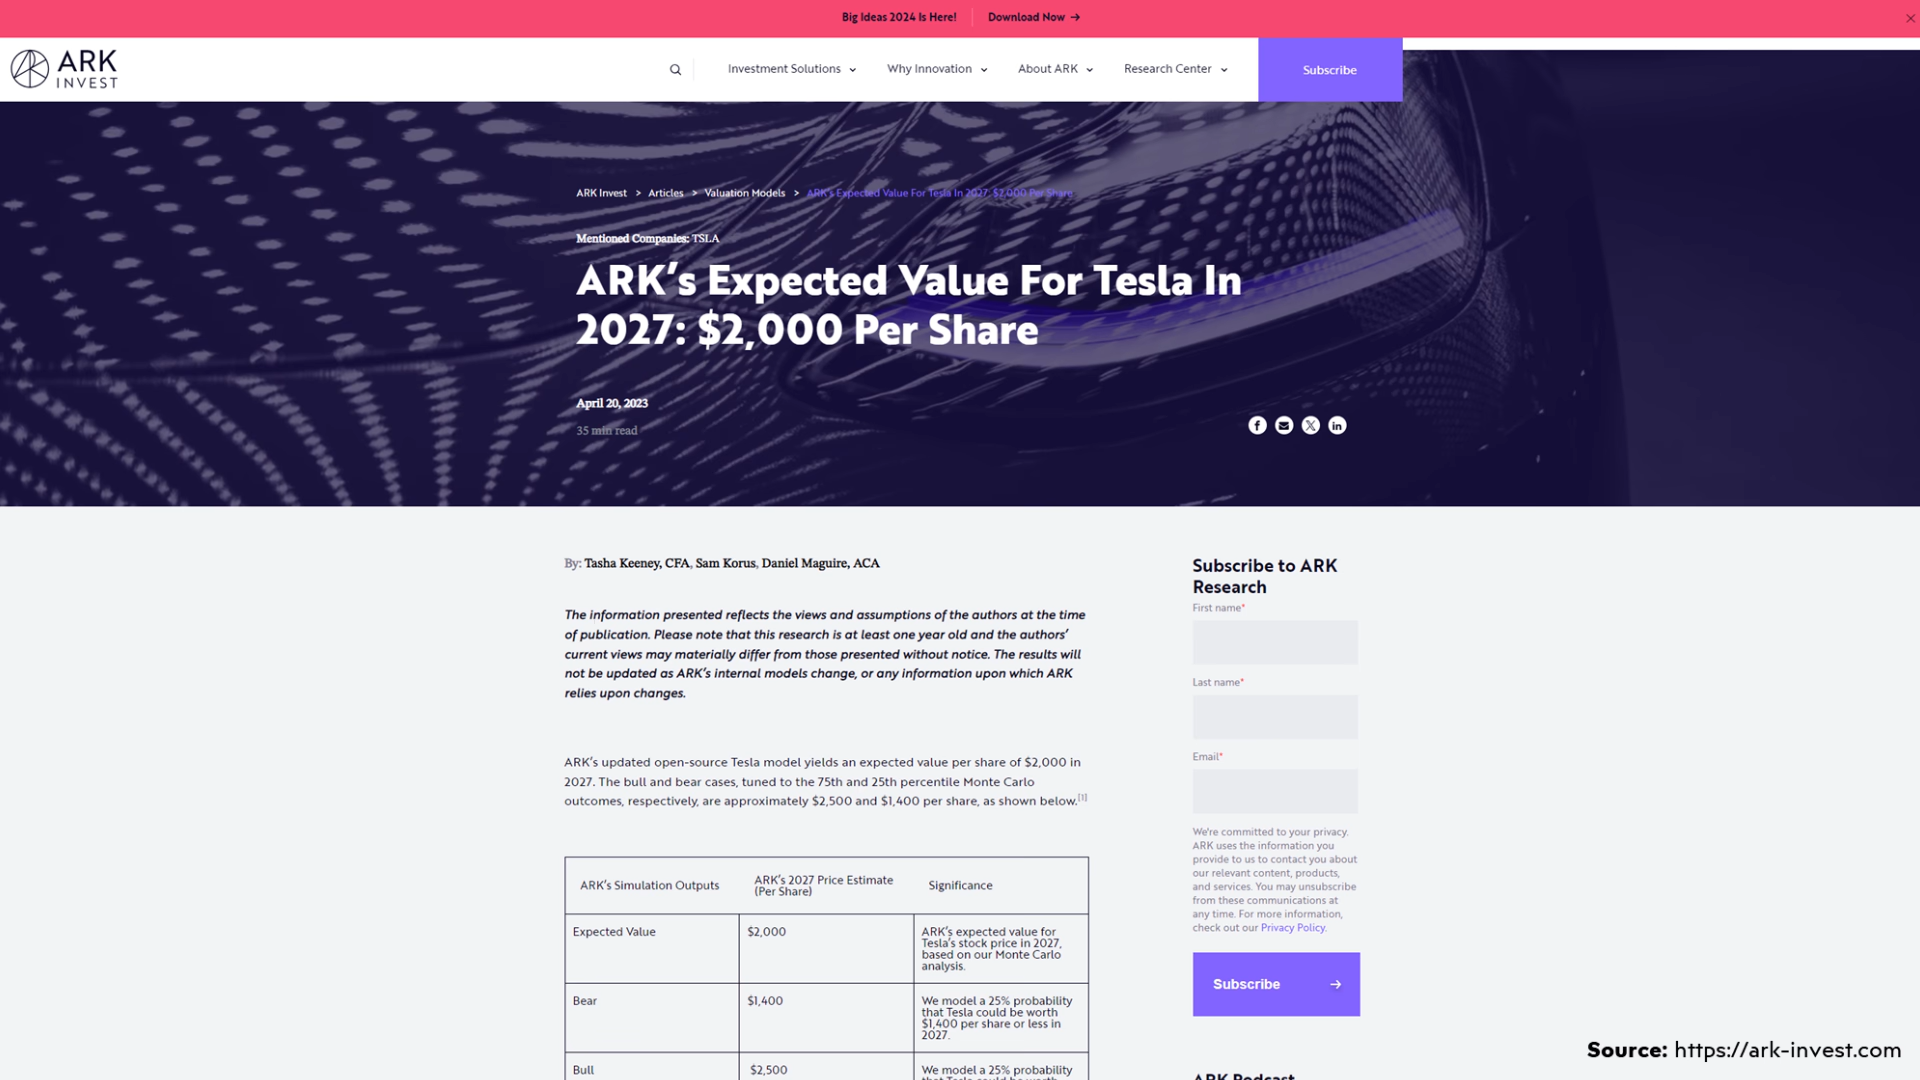 Big Ideas 2024 Is Here! Download Now →
ARK
INVEST
Investment Solutions Why Innovation About ARK Research Center Subscribe
ARK Invest > Articles > Valuation Models > ARK's Expected Value For Tesla In 2027: $2,000 Per Share
Mentioned Companies: TSLA
ARK's Expected Value For Tesla In
2027: $2,000 Per Share
April 20, 2023
35 min read
By: Tasha Keeney, CFA, Sam Korus, Daniel Maguire, ACA
The information presented reflects the views and assumptions of the authors at the time
of publication. Please note that this research is at least one year old and the authors'
current views may materially differ from those presented without notice. The results will
not be updated as ARK's internal models change, or any information upon which ARK
relies upon changes.
ARK's updated open-source Tesla model yields an expected value per share of $2,000 in
2027. The bull and bear cases, tuned to the 75th and 25th percentile Monte Carlo
outcomes, respectively, are approximately $2,500 and $1,400 per share, as shown below.[1]
ARK's Simulation Outputs
ARK's 2027 Price Estimate
(Per Share)
Significance
Expected Value
$2,000
ARK's expected value for
Tesla's stock price in 2027,
based on our Monte Carlo
analysis.
Bear
$1,400
We model a 25% probability
that Tesla could be worth
$1,400 per share or less in
2027.
Bull
$2,500
We model a 25% probability
that Tesla could be worth
Subscribe to ARK
Research
First name*
Last name*
Email*
We're committed to your privacy.
ARK uses the information you
provide to us to contact you about
our relevant content, products,
and services. You may unsubscribe
from these communications at
any time. For more information,
check out our Privacy Policy.
Subscribe →
ARK Podcast
Source: https://ark-invest.com